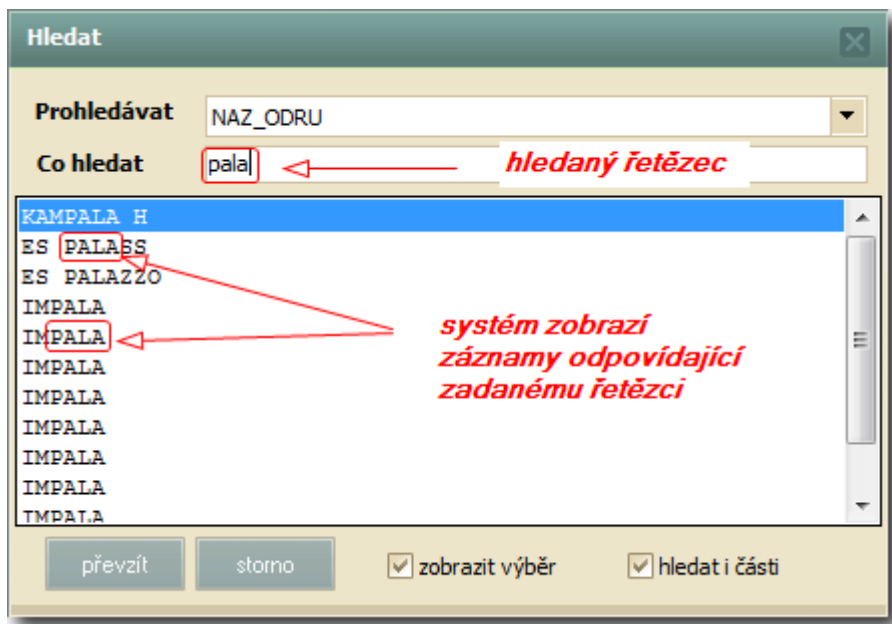 Hledat
Prohledávat NAZ_ODRU
Co hledat pala hledaný řetězec
KAMPALA H
ES PALASS
ES PALAZZO
IMPALA
IMPALA
IMPALA
IMPALA
IMPALA
IMPALA
IMPALA
IMPALA
systém zobrazí
záznamy odpovídající
zadanému řetězci
převzít storno zobrazit výběr hledat i části